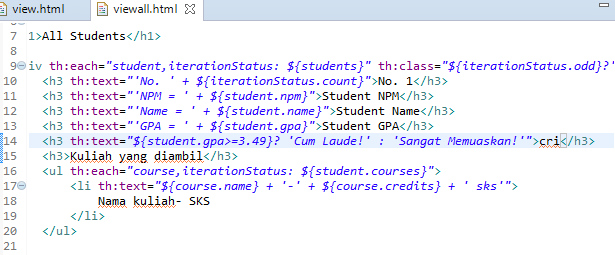 view.html viewall.html
6
7 1>All Students</h1>
8
9 iv th:each="student,iterationStatus: ${students}" th:class="${iterationStatus.odd}?'
10 <h3 th:text="'No. ' + ${iterationStatus.count}">No. 1</h3>
11 <h3 th:text="'NPM = ' + ${student.npm}">Student NPM</h3>
12 <h3 th:text="'Name = ' + ${student.name}">Student Name</h3>
13 <h3 th:text="'GPA = ' + ${student.gpa}">Student GPA</h3>
14 <h3 th:text="${student.gpa>=3.49}? 'Cum Laude!' : 'Sangat Memuaskan!'">cri</h3>
15 <h3>Kuliah yang diambil</h3>
16 <ul th:each="course,iterationStatus: ${student.courses}">
17 <li th:text="${course.name} + '-' + ${course.credits} + ' sks'">
18 Nama kuliah- SKS
19 </li>
20 </ul>
21